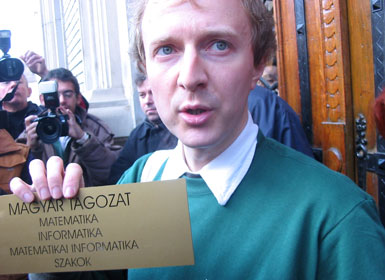 MAGYAR TAGOZAT
MATEMATIKA
INFORMATIKA
MATEMATIKAI INFORMATIKA
SZAKOK